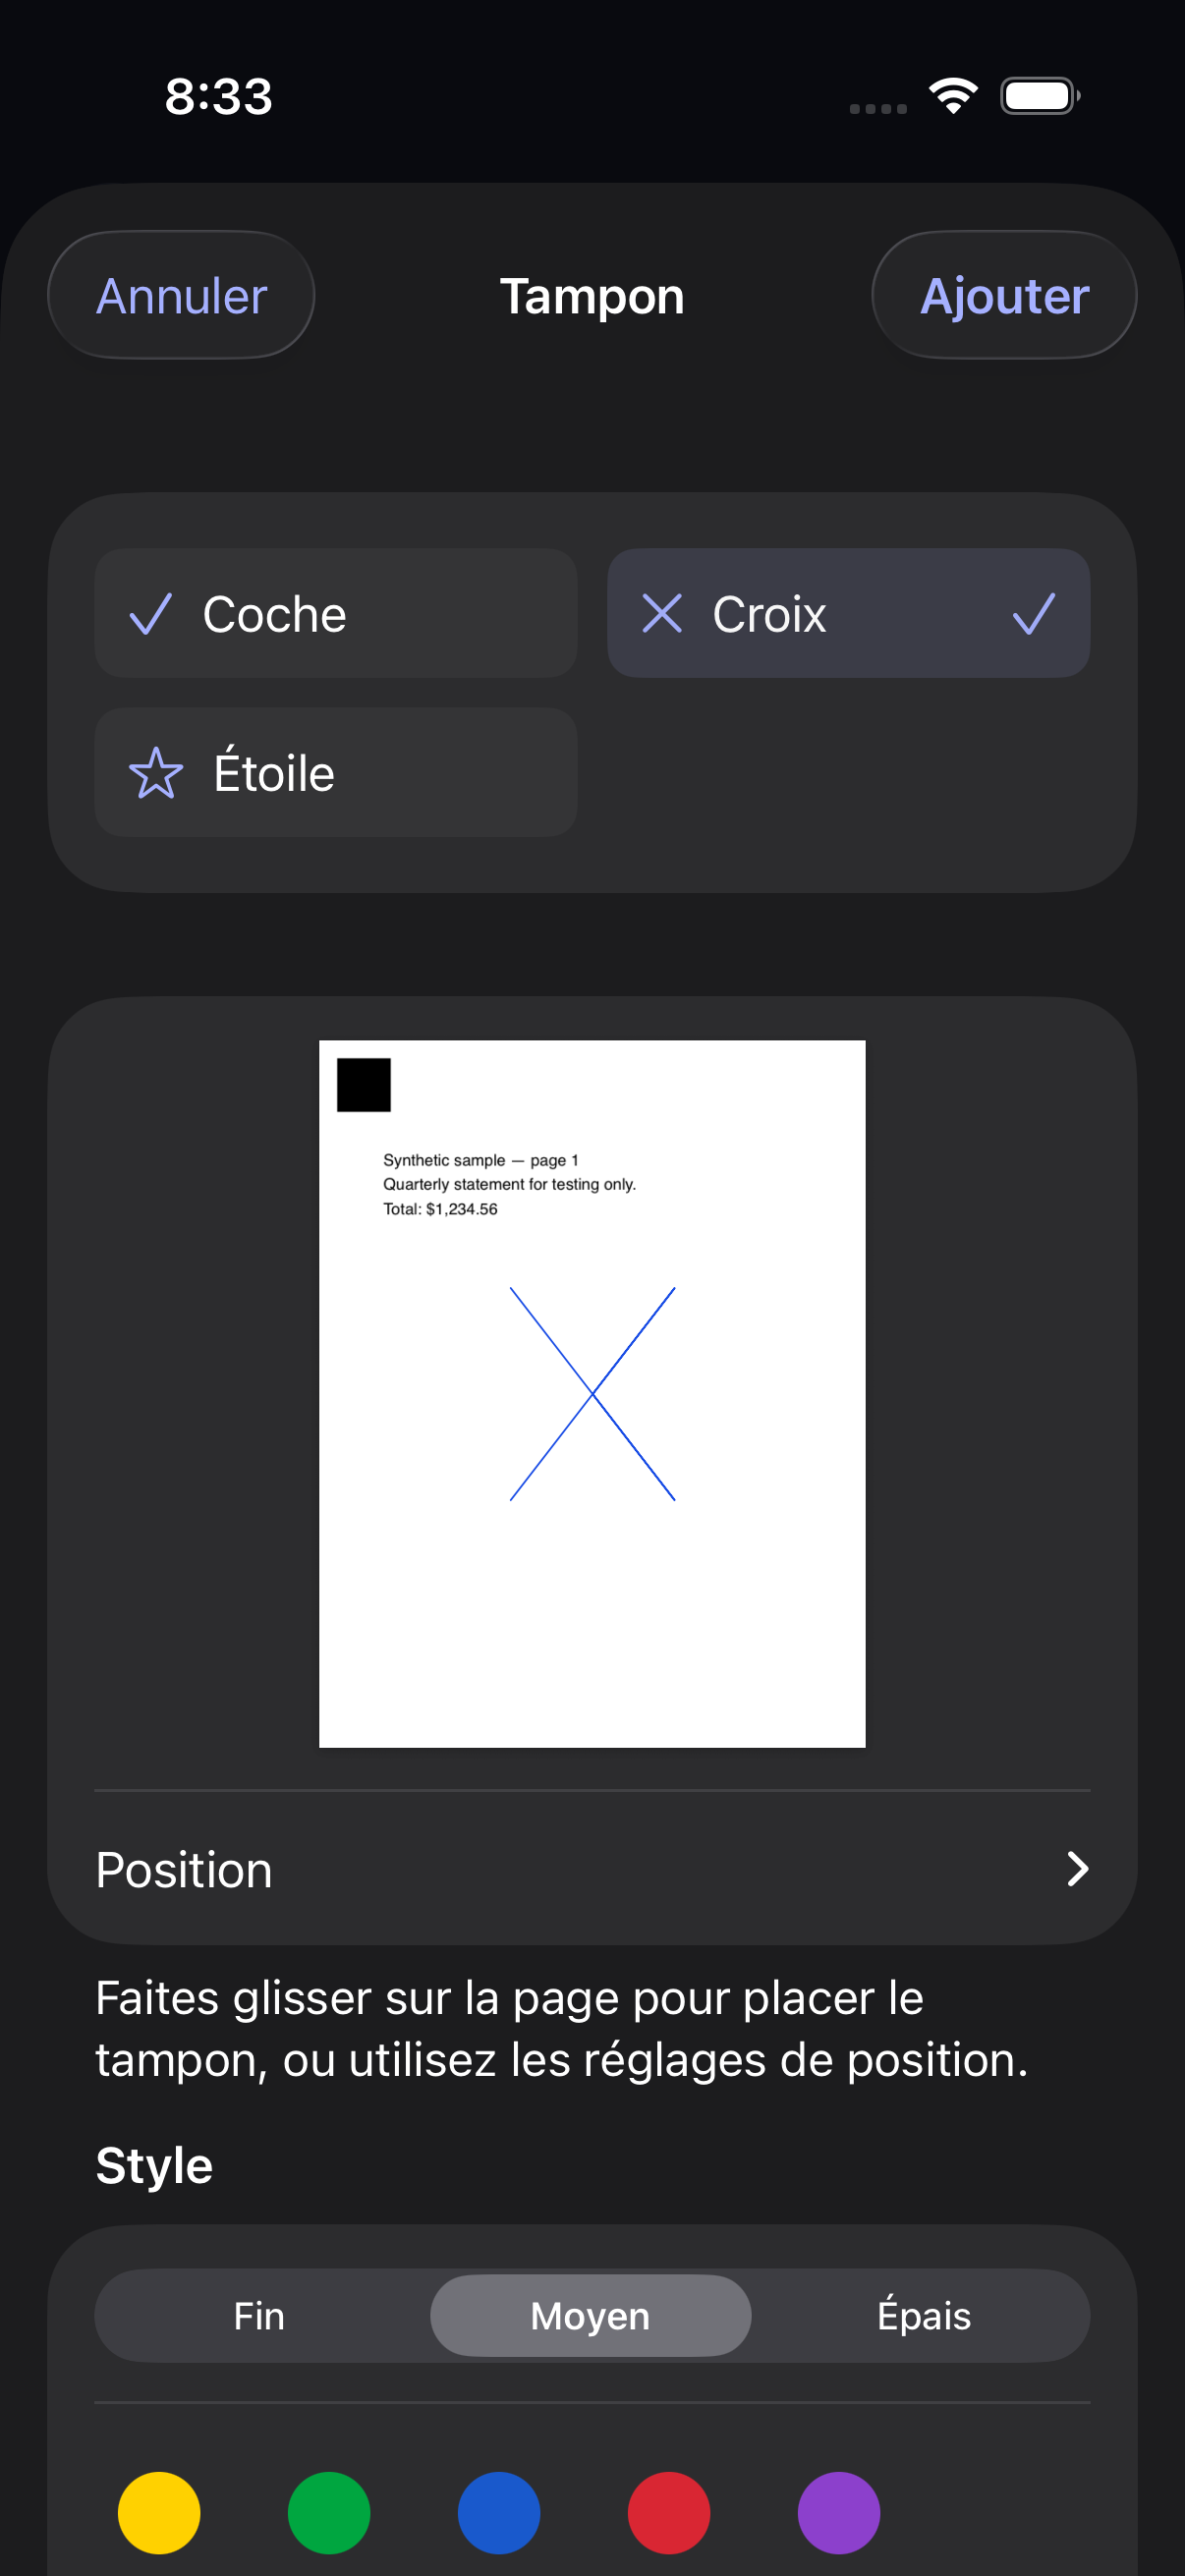 8:33
Annuler
Tampon
Ajouter
Coche
Croix
Étoile
Synthetic sample — page 1
Quarterly statement for testing only.
Total: $1,234.56
Position
Faites glisser sur la page pour placer le
tampon, ou utilisez les réglages de position.
Style
Fin
Moyen
Épais